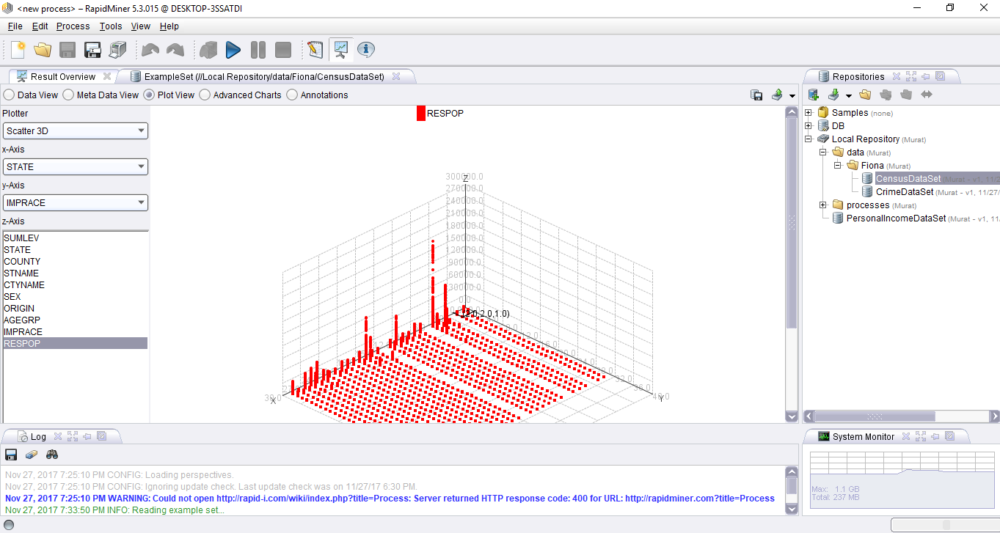 <new process> – RapidMiner 5.3.015 @ DESKTOP-3SSATDI
File Edit Process Tools View Help
Result Overview ExampleSet (//Local Repository/data/Fiona/CensusDataSet)
Data View Meta Data View Plot View Advanced Charts Annotations
Plotter
Scatter 3D
x-Axis
STATE
y-Axis
IMPRACE
z-Axis
SUMLEV
STATE
COUNTY
STNAME
CTYNAME
SEX
ORIGIN
AGEGRP
IMPRACE
RESPOP
RESPOP
300000.0
Z
270000.0
240000.0
210000.0
180000.0
150000.0
120000.0
90000.0
60000.0
30000.0
0.0
(2.0,2.0,1.0)
30.0
X
40.0
Y
Repositories
Samples (none)
DB
Local Repository (Murat)
data (Murat)
Fiona (Murat)
CensusDataSet (Murat - v1, 11/2
CrimeDataSet (Murat - v1, 11/27/
processes (Murat)
PersonalIncomeDataSet (Murat - v1, 11
Log
Nov 27, 2017 7:25:10 PM CONFIG: Loading perspectives.
Nov 27, 2017 7:25:10 PM CONFIG: Ignoring update check. Last update check was on 11/27/17 6:30 PM.
Nov 27, 2017 7:25:10 PM WARNING: Could not open http://rapid-i.com/wiki/index.php?title=Process: Server returned HTTP response code: 400 for URL: http://rapidminer.com?title=Process
Nov 27, 2017 7:33:50 PM INFO: Reading example set...
System Monitor
Max: 1.1 GB
Total: 237 MB